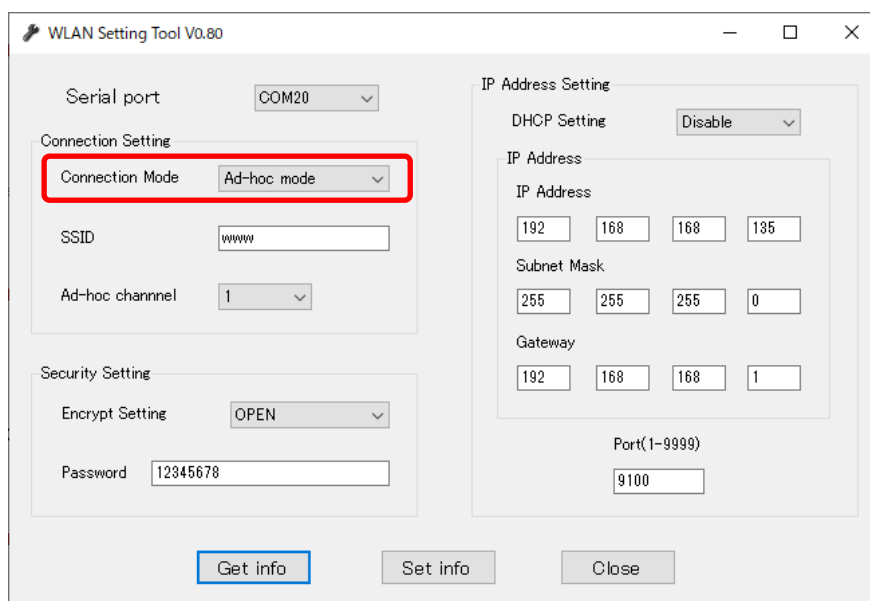 WLAN Setting Tool V0.80
Serial port COM20
Connection Setting
Connection Mode Ad-hoc mode
SSID www
Ad-hoc channnel 1
Security Setting
Encrypt Setting OPEN
Password 12345678
IP Address Setting
DHCP Setting Disable
IP Address
IP Address
192 168 168 135
Subnet Mask
255 255 255 0
Gateway
192 168 168 1
Port(1-9999)
9100
Get info Set info Close